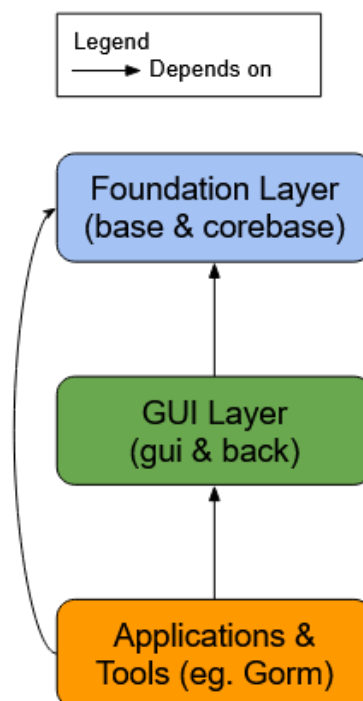 Legend
Depends on
Foundation Layer
(base & corebase)
GUI Layer
(gui & back)
Applications &
Tools (eg. Gorm)